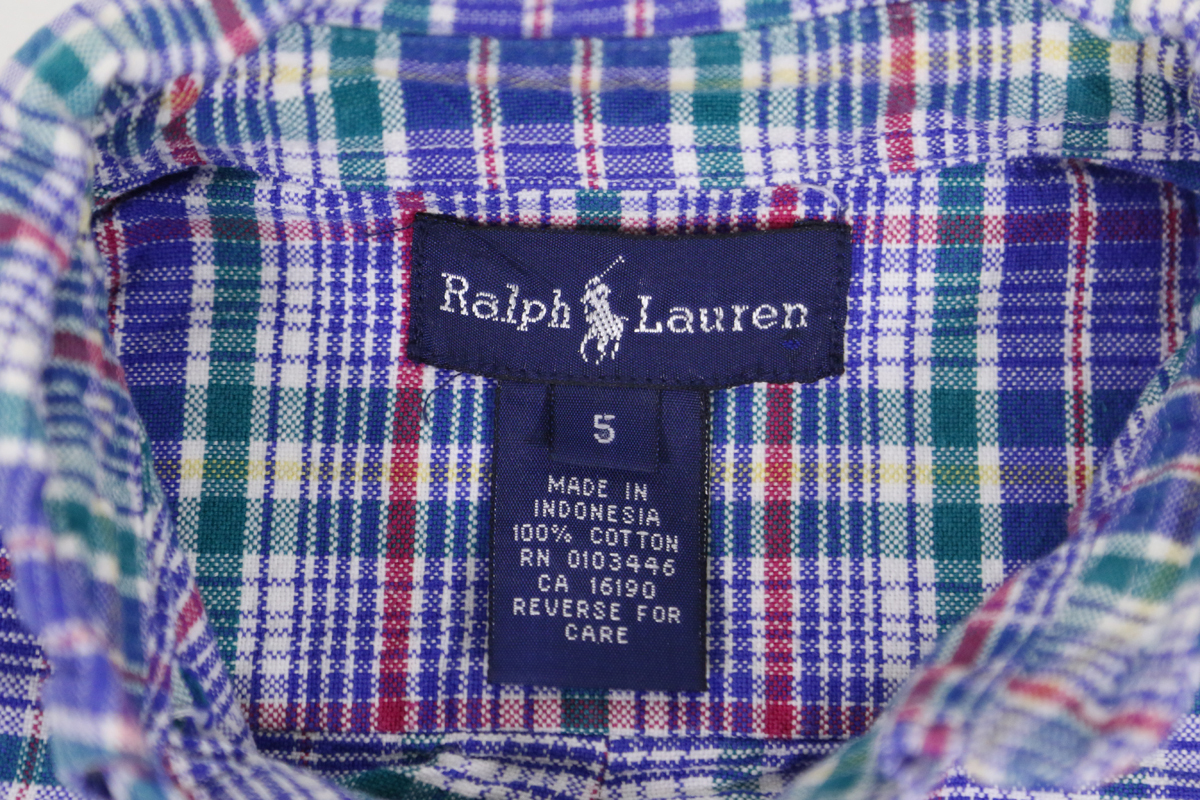 Ralph Lauren
5
MADE IN
INDONESIA
100% COTTON
RN 0103446
CA 16190
REVERSE FOR
CARE